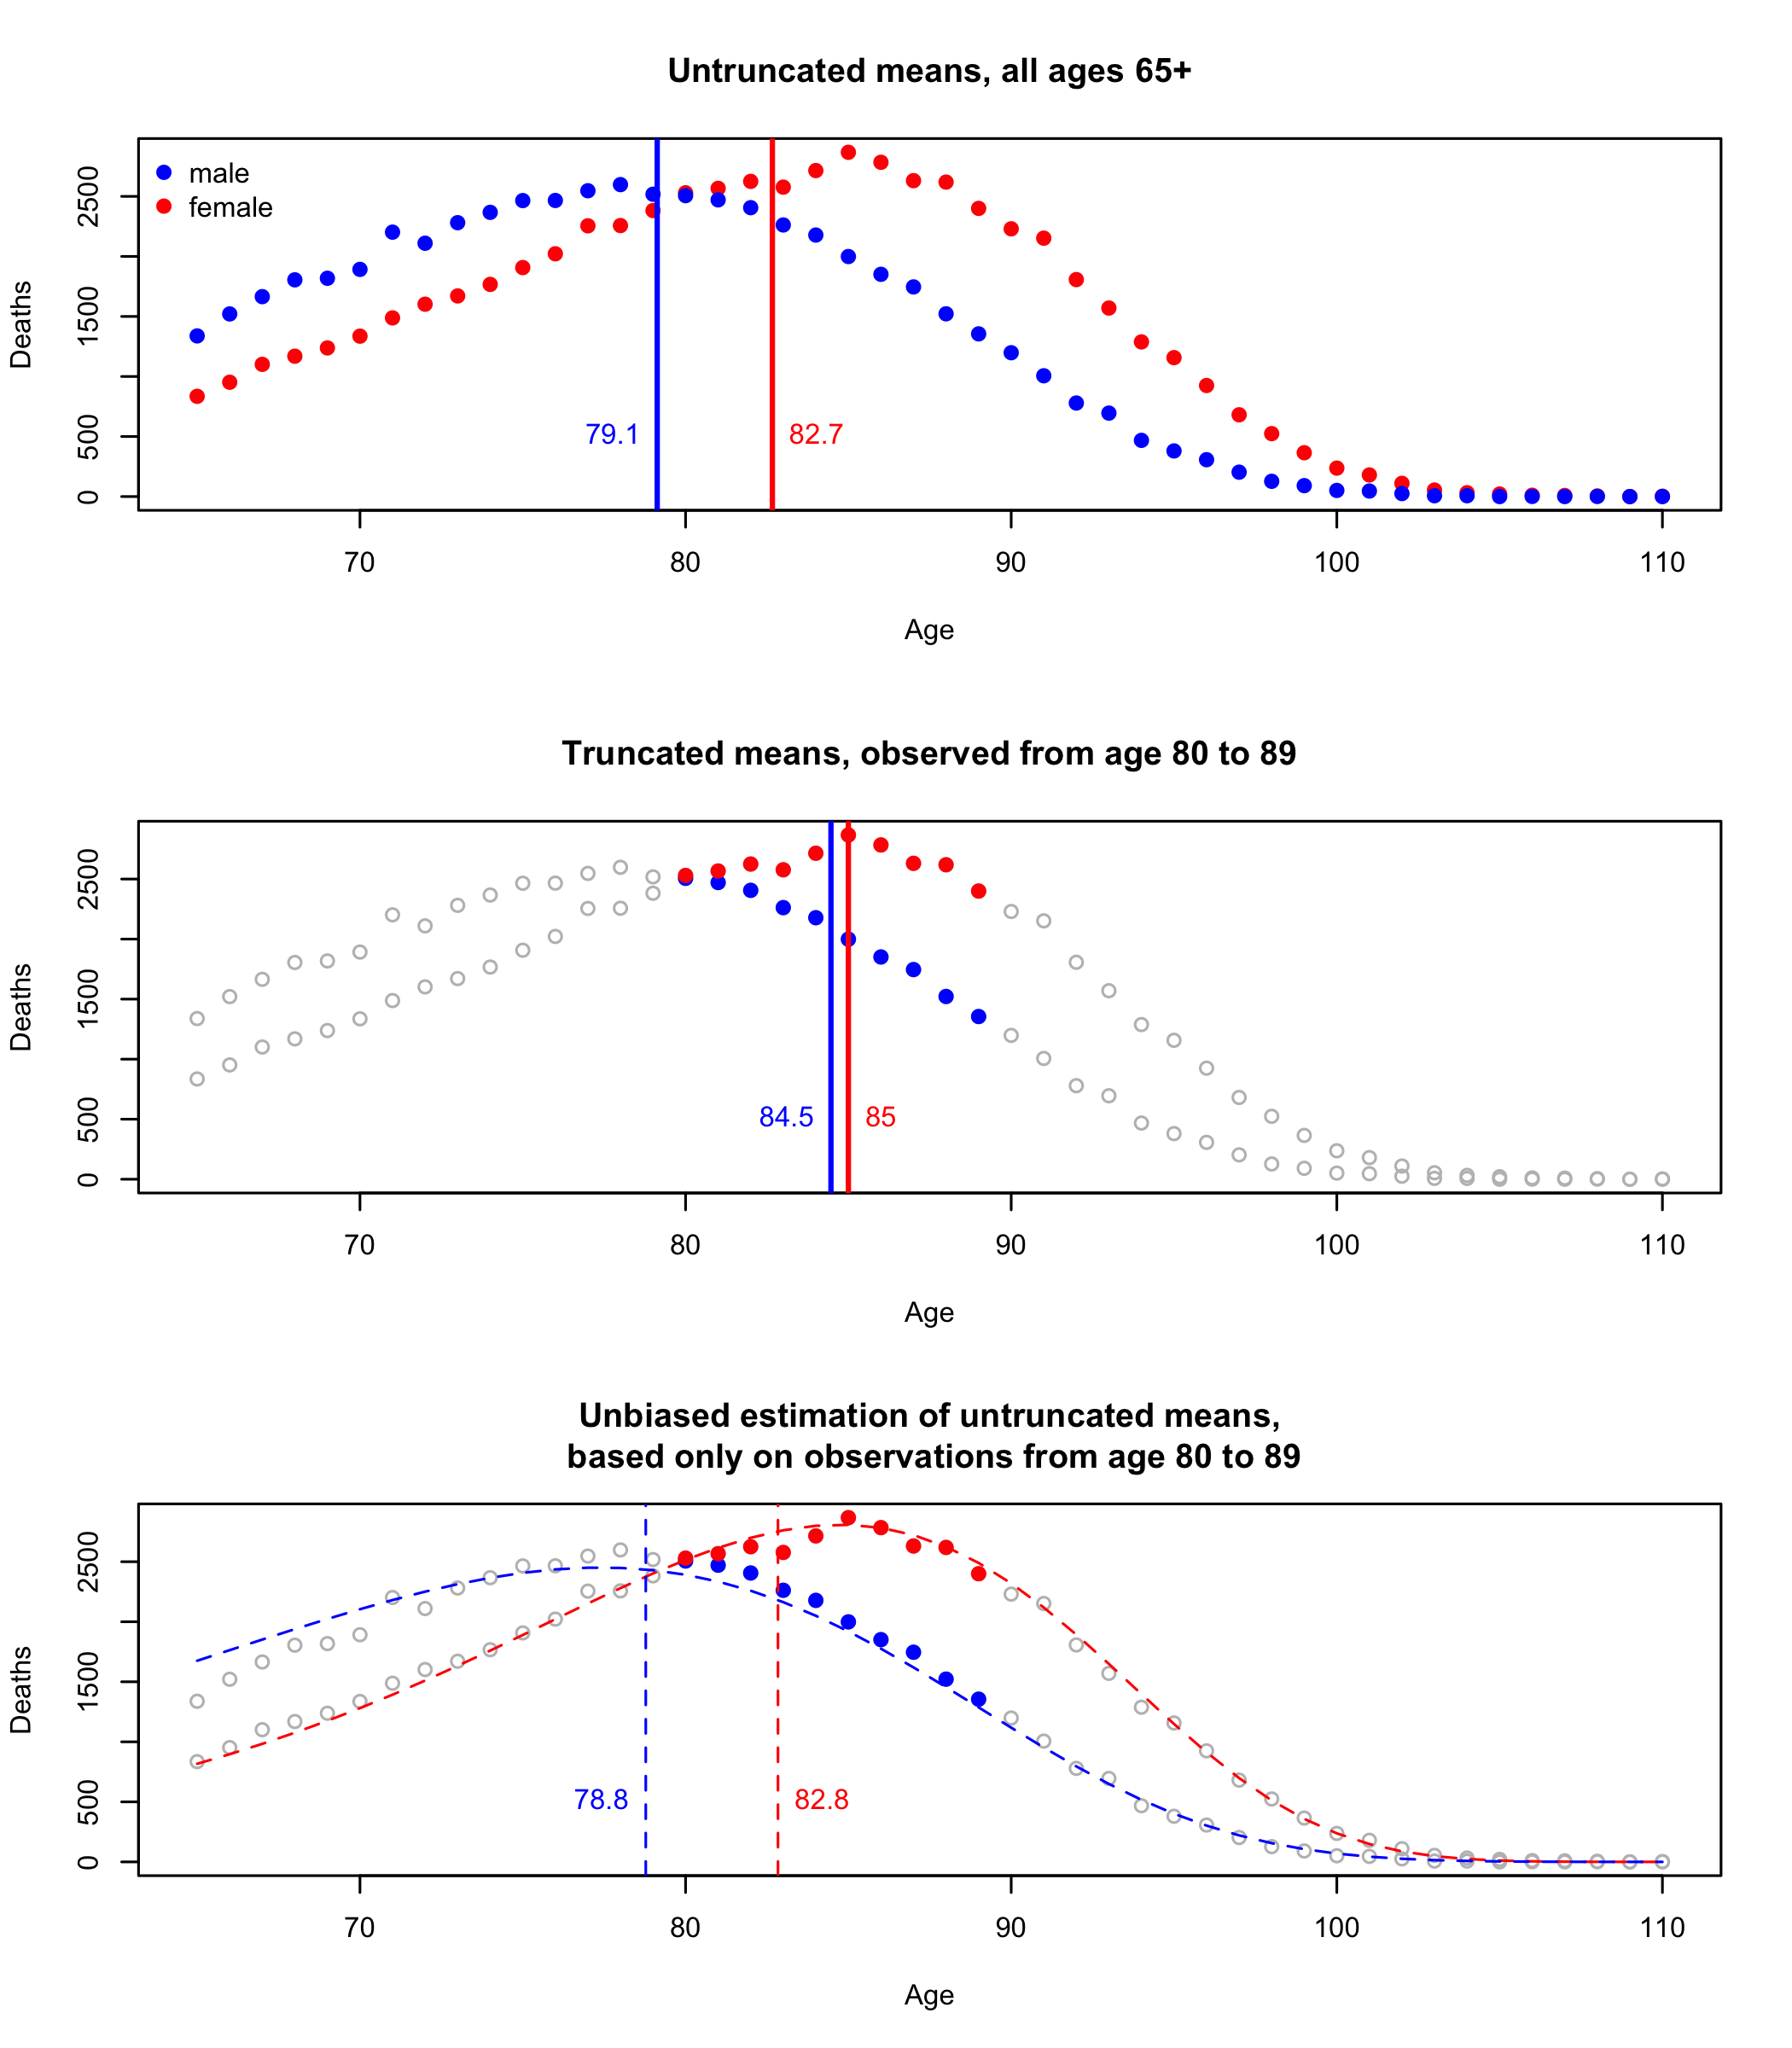 Untruncated means, all ages 65+
male
female
Deaths
0
500
1500
2500
79.1
82.7
70
80
90
100
110
Age
Truncated means, observed from age 80 to 89
Deaths
0
500
1500
2500
84.5
85
70
80
90
100
110
Age
Unbiased estimation of untruncated means,
based only on observations from age 80 to 89
Deaths
0
500
1500
2500
78.8
82.8
70
80
90
100
110
Age